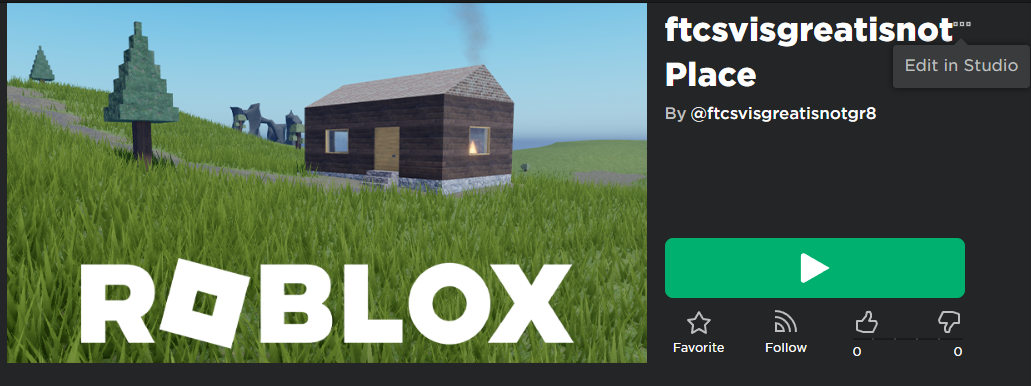 ftcsvisgreatisnot
Edit in Studio
Place
By @ftcsvisgreatisnotgr8
ROBLOX
Favorite
Follow
0
0